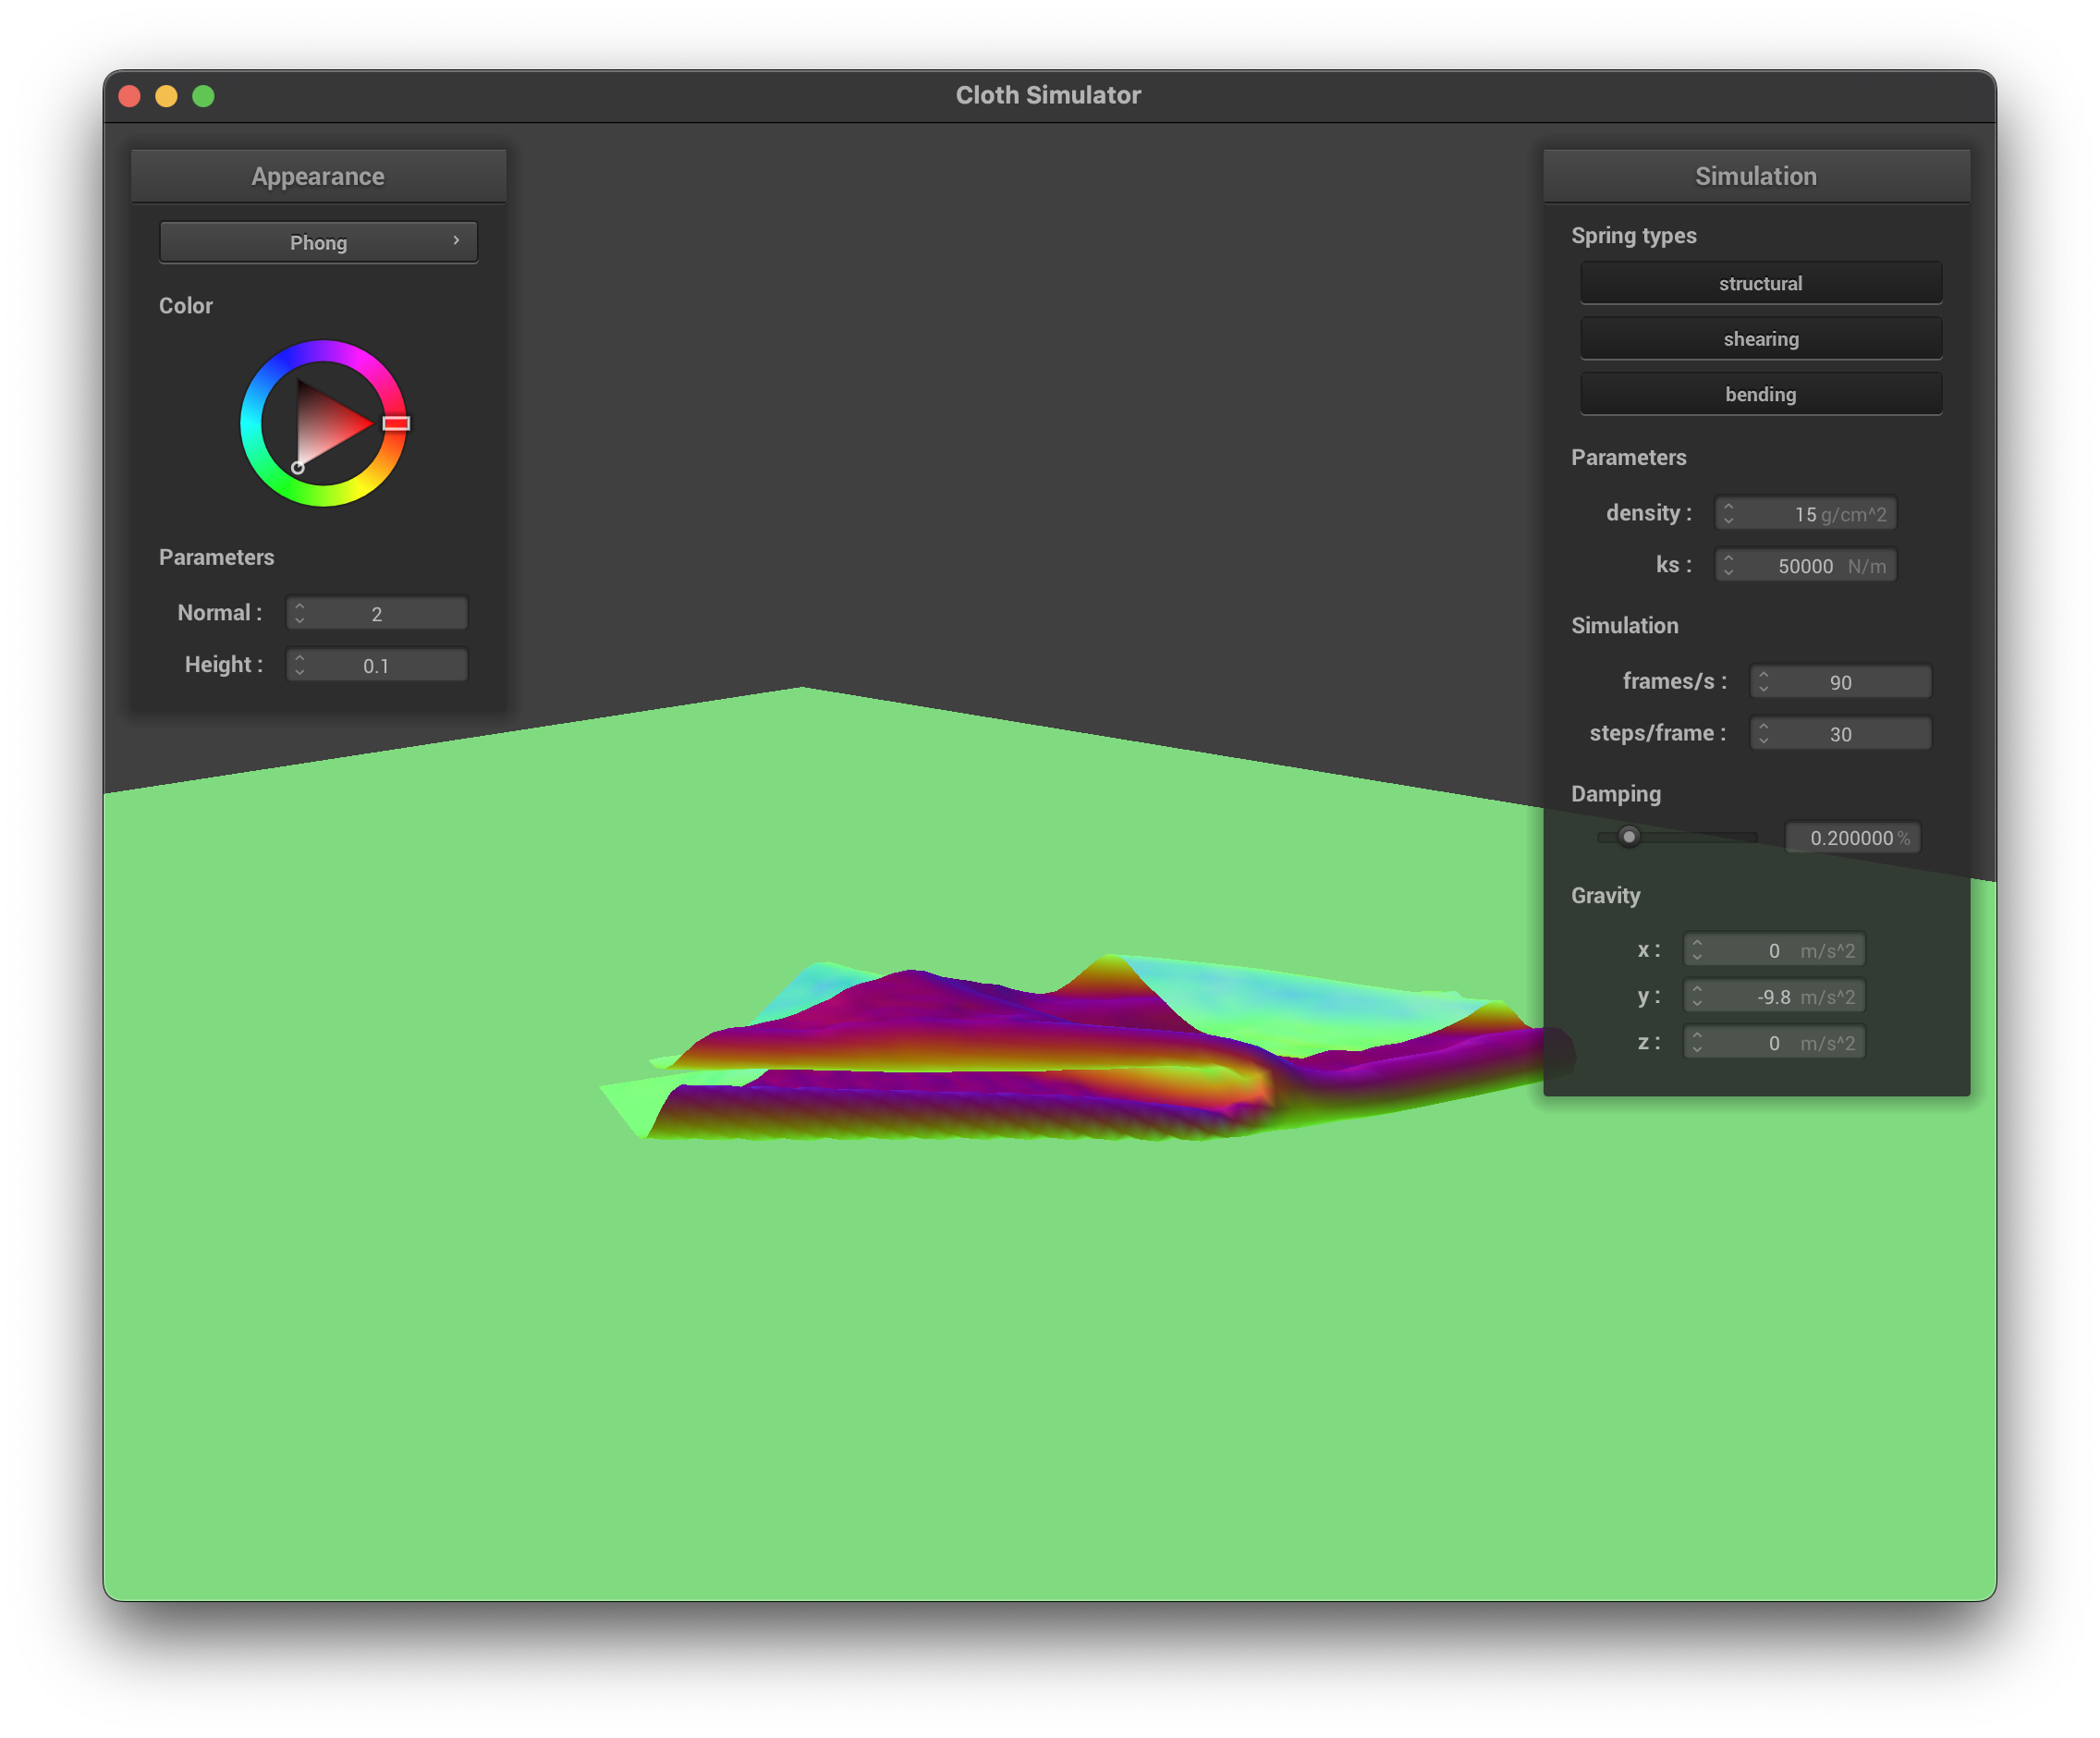 Cloth Simulator
Appearance
Phong
Color
Parameters
Normal : 2
Height : 0.1
Simulation
Spring types
structural
shearing
bending
Parameters
density : 15 g/cm^2
ks : 50000 N/m
Simulation
frames/s : 90
steps/frame : 30
Damping
0.200000 %
Gravity
x : 0 m/s^2
y : -9.8 m/s^2
z : 0 m/s^2